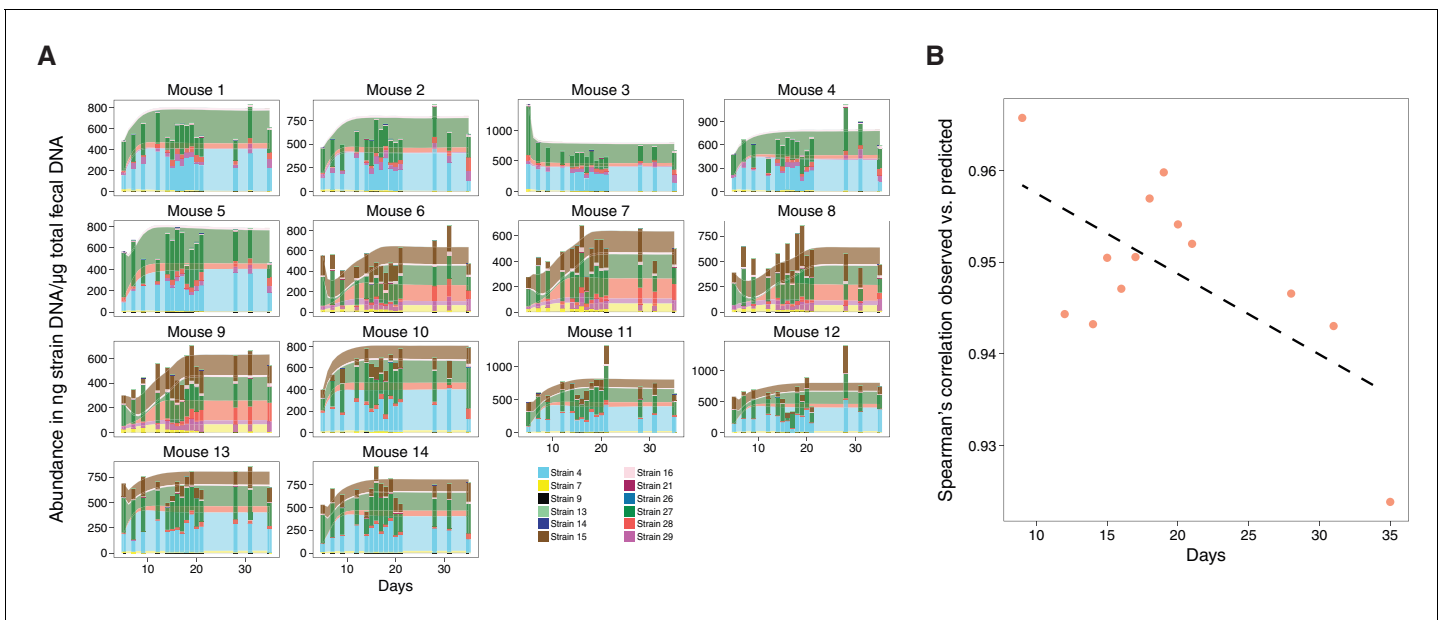 A
B
Abundance in ng strain DNA/μg total fecal DNA
Mouse 1
Mouse 2
Mouse 3
Mouse 4
800
600
400
200
0
750
500
250
0
1000
500
0
900
600
300
0
Mouse 5
Mouse 6
Mouse 7
Mouse 8
800
600
400
200
0
800
600
400
200
0
600
400
200
0
750
500
250
0
Mouse 9
Mouse 10
Mouse 11
Mouse 12
600
400
200
0
800
600
400
200
0
1000
500
0
1000
500
0
10 20 30
10 20 30
Mouse 13
Mouse 14
750
500
250
0
750
500
250
0
10 20 30
10 20 30
Days
Strain 4
Strain 7
Strain 9
Strain 13
Strain 14
Strain 15
Strain 16
Strain 21
Strain 26
Strain 27
Strain 28
Strain 29
Spearman's correlation observed vs. predicted
0.96
0.95
0.94
0.93
10 15 20 25 30 35
Days